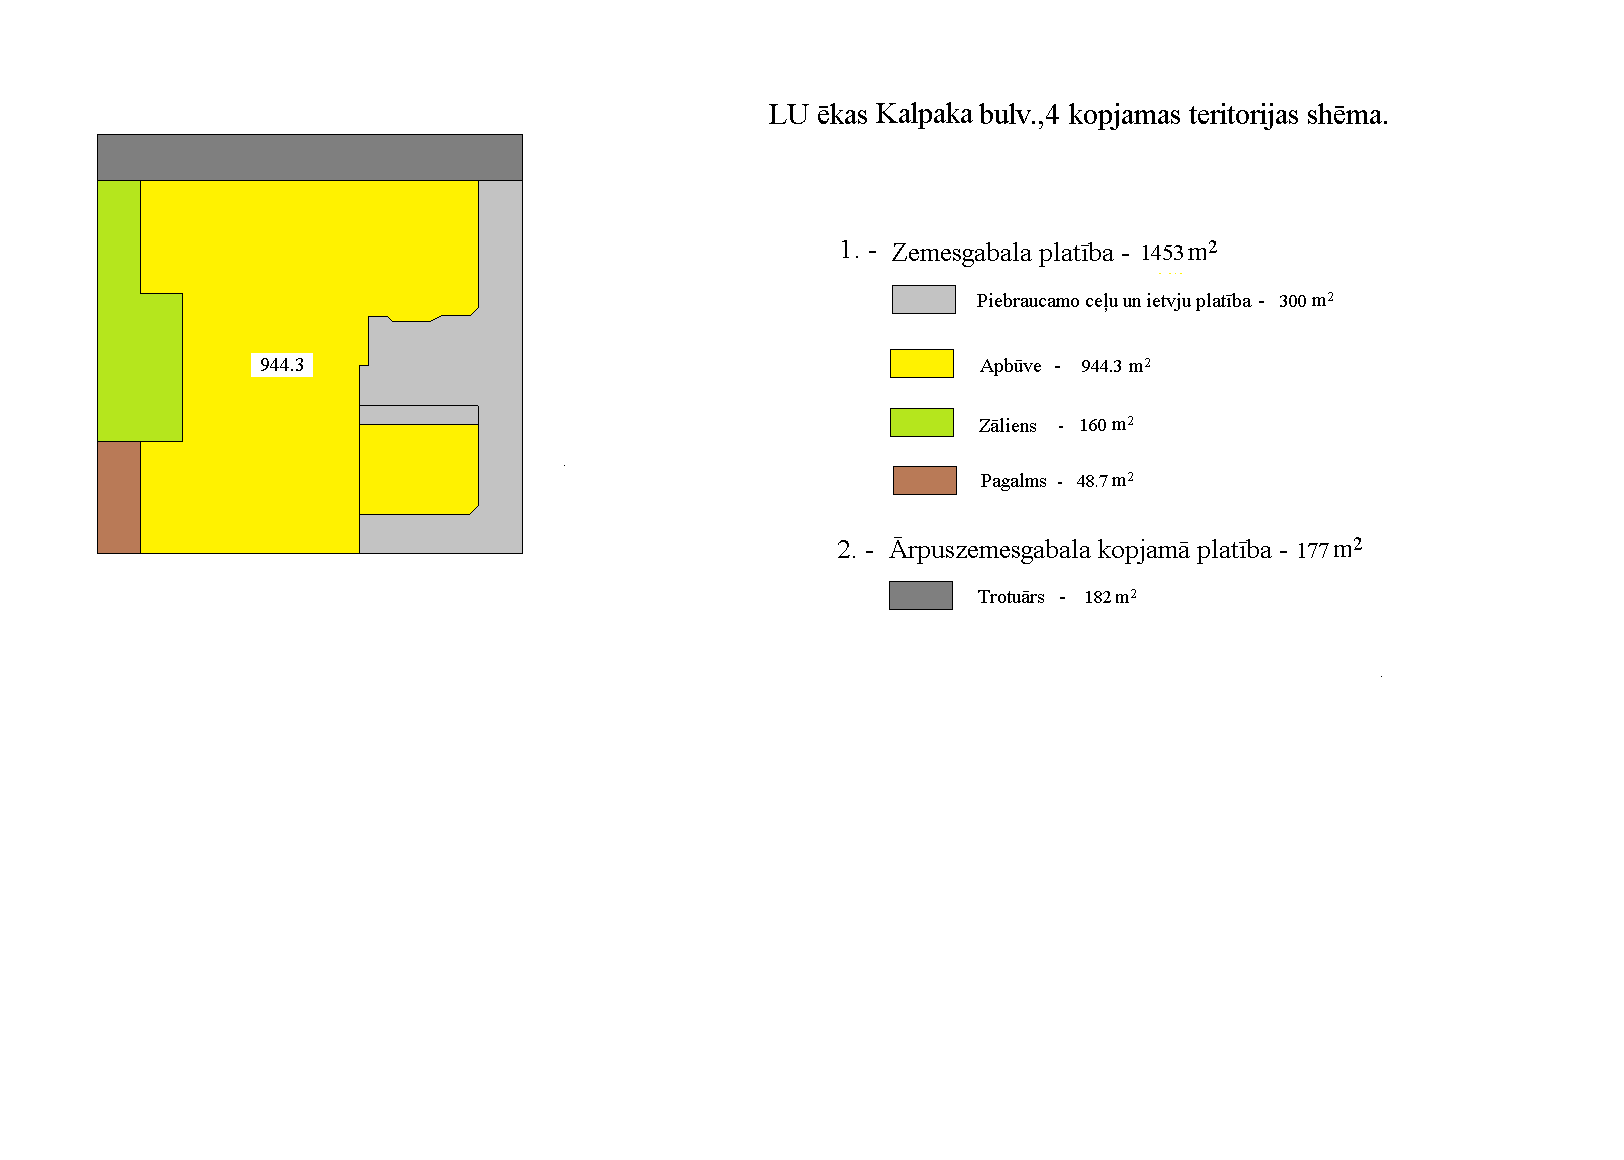 LU ēkas Kalpaka bulv.,4 kopjamas teritorijas shēma.
1. - Zemesgabala platība - 1453 m²
Piebraucamo ceļu un ietvju platība - 300 m²
944.3
Apbūve - 944.3 m²
Zāliens - 160 m²
Pagalms - 48.7 m²
2. - Ārpuszemesgabala kopjamā platība - 177 m²
Trotuārs - 182 m²